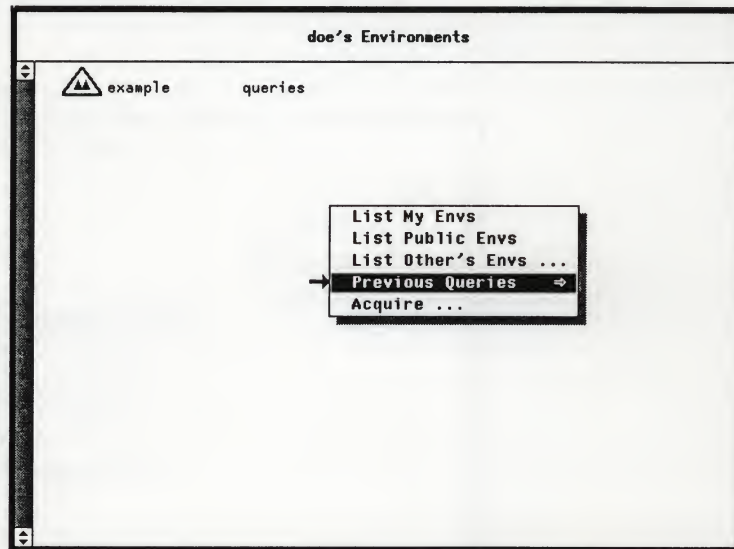 doe's Environments
example queries
List My Envs
List Public Envs
List Other's Envs ...
Previous Queries ⇒
Acquire ...